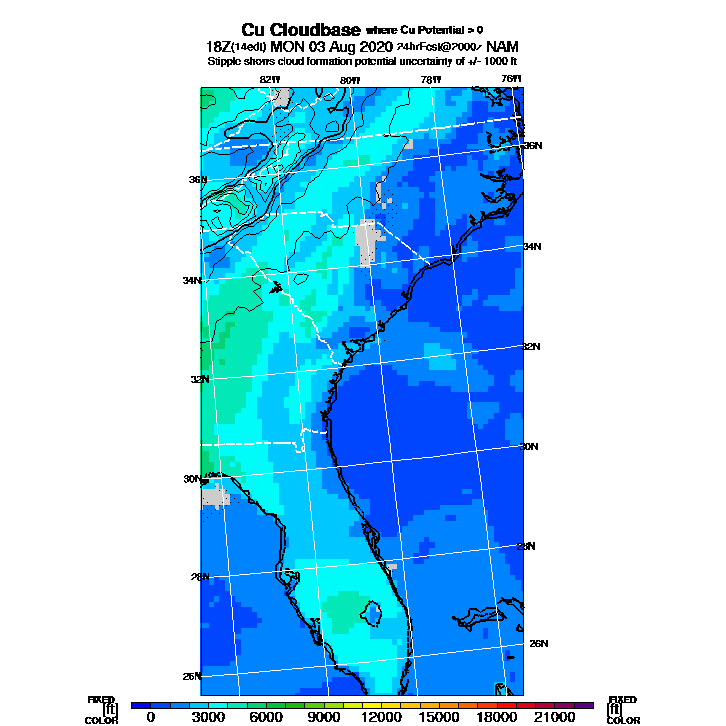 Cu Cloudbase where Cu Potential > 0
18Z(14edt) MON 03 Aug 2020 24hrFcst@2000z NAM
Stipple shows cloud formation potential uncertainty of +/- 1000 ft
82W 80W 78W 76W
36N
36N
34N
34N
32N
32N
30N
30N
28N
28N
26N
26N
FIXED [ft] COLOR
0 3000 6000 9000 12000 15000 18000 21000
FIXED [ft] COLOR